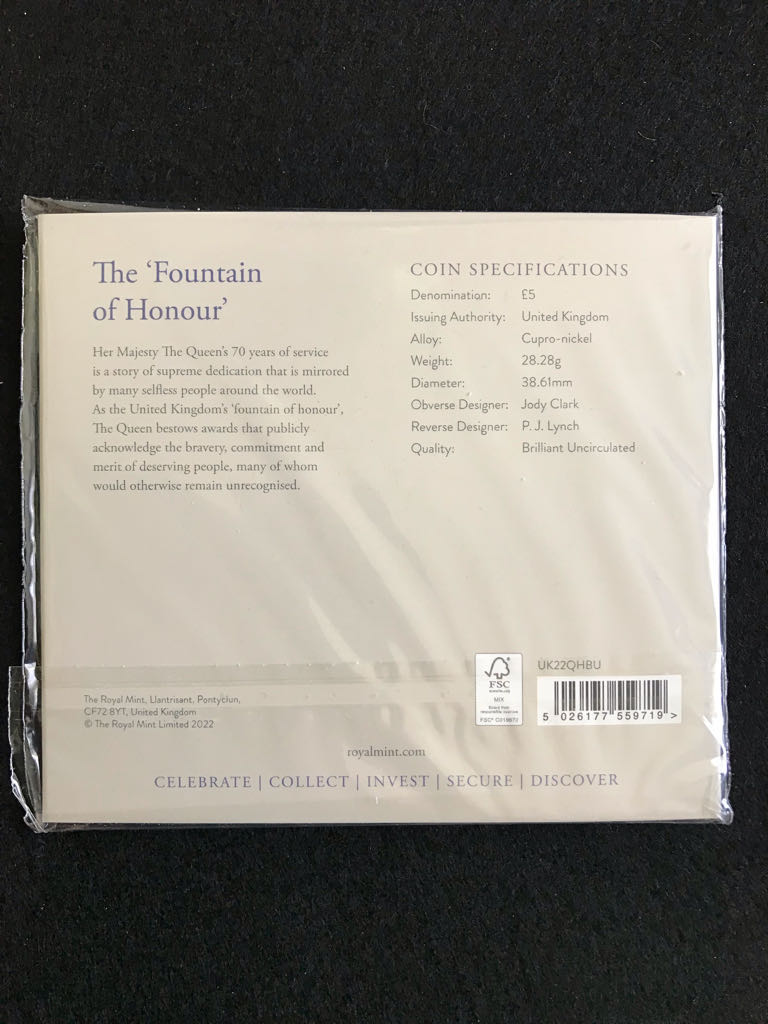 The ‘Fountain
of Honour’
Her Majesty The Queen's 70 years of service
is a story of supreme dedication that is mirrored
by many selfless people around the world.
As the United Kingdom's ‘fountain of honour’,
The Queen bestows awards that publicly
acknowledge the bravery, commitment and
merit of deserving people, many of whom
would otherwise remain unrecognised.
COIN SPECIFICATIONS
Denomination: £5
Issuing Authority: United Kingdom
Alloy: Cupro-nickel
Weight: 28.28g
Diameter: 38.61mm
Obverse Designer: Jody Clark
Reverse Designer: P. J. Lynch
Quality: Brilliant Uncirculated
The Royal Mint, Llantrisant, Pontyclun,
CF72 8YT, United Kingdom
© The Royal Mint Limited 2022
FSC
MIX
Board from
responsible sources
UK22QHBU
5 026177 559719 >
royalmint.com
CELEBRATE | COLLECT | INVEST | SECURE | DISCOVER